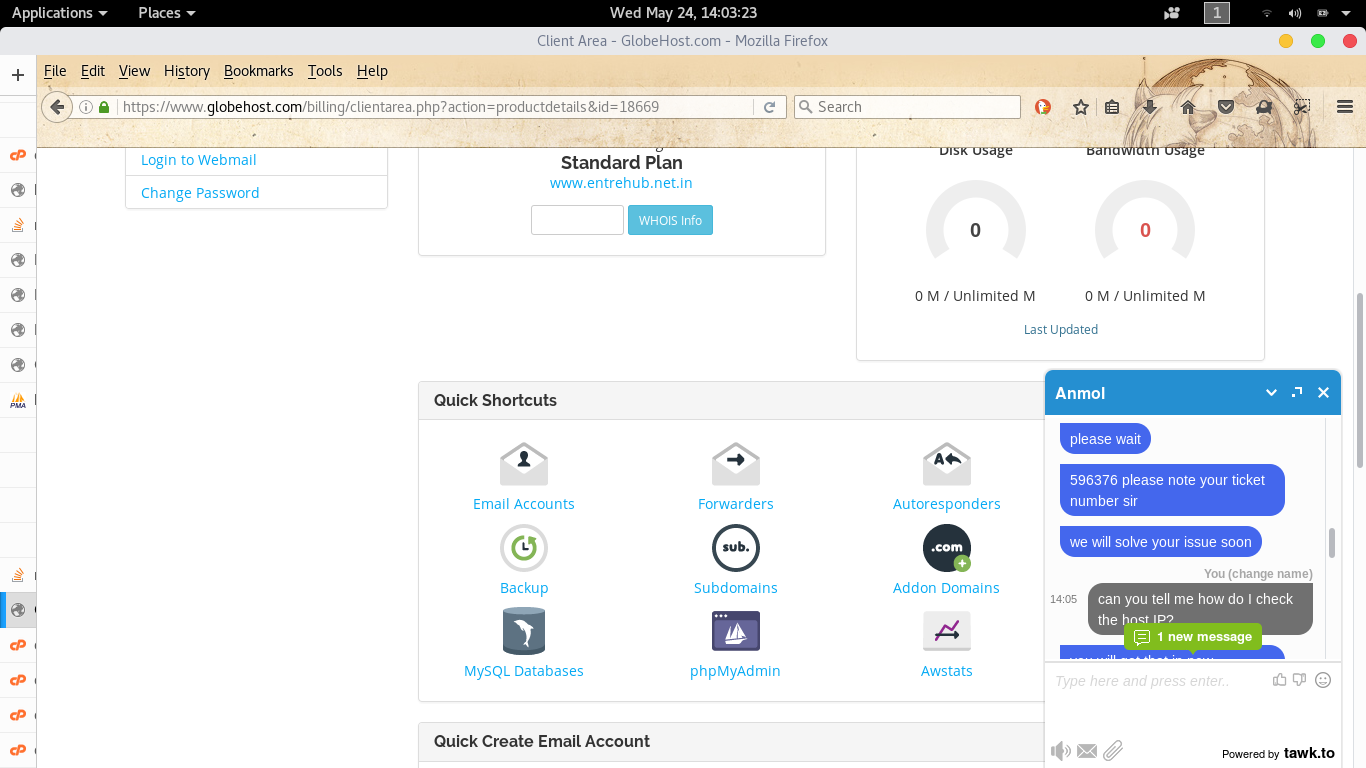 Applications Places Wed May 24, 14:03:23 1
Client Area - GlobeHost.com - Mozilla Firefox
File Edit View History Bookmarks Tools Help
https://www.globehost.com/billing/clientarea.php?action=productdetails&id=18669 Search
Login to Webmail
Change Password
Standard Plan
www.entrehub.net.in
WHOIS Info
Disk Usage Bandwidth Usage
0 0
0 M / Unlimited M 0 M / Unlimited M
Last Updated
Quick Shortcuts
Email Accounts Forwarders Autoresponders
sub. .com
Backup Subdomains Addon Domains
MySQL Databases phpMyAdmin Awstats
PMA
Quick Create Email Account
Anmol
please wait
596376 please note your ticket
number sir
we will solve your issue soon
You (change name)
14:05 can you tell me how do I check
the host IP?
1 new message
Type here and press enter..
Powered by tawk.to